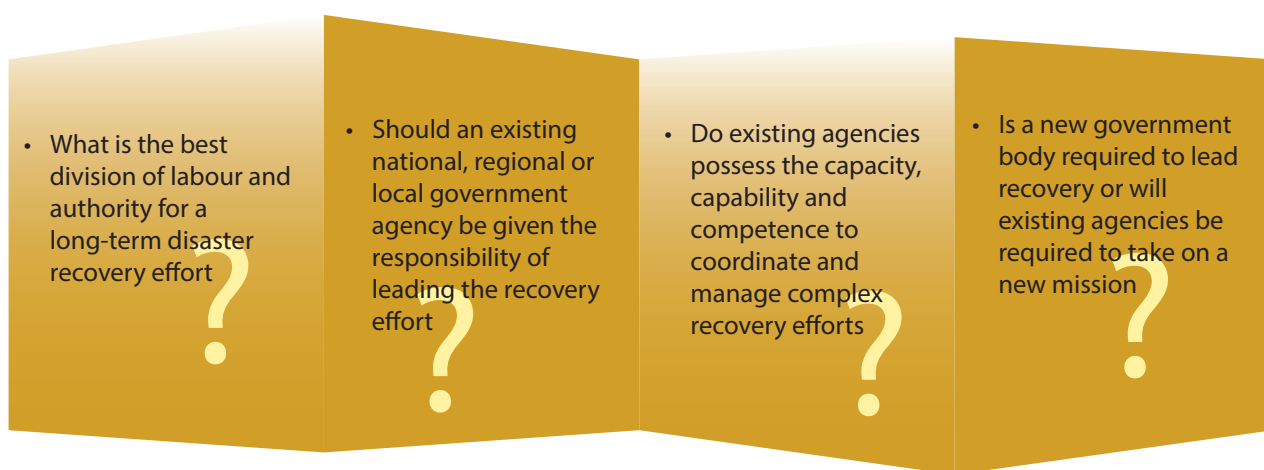 • What is the best
division of labour and
authority for a
long-term disaster
recovery effort
?
• Should an existing
national, regional or
local government
agency be given the
responsibility of
leading the recovery
effort
?
• Do existing agencies
possess the capacity,
capability and
competence to
coordinate and
manage complex
recovery efforts
?
• Is a new government
body required to lead
recovery or will
existing agencies be
required to take on a
new mission
?